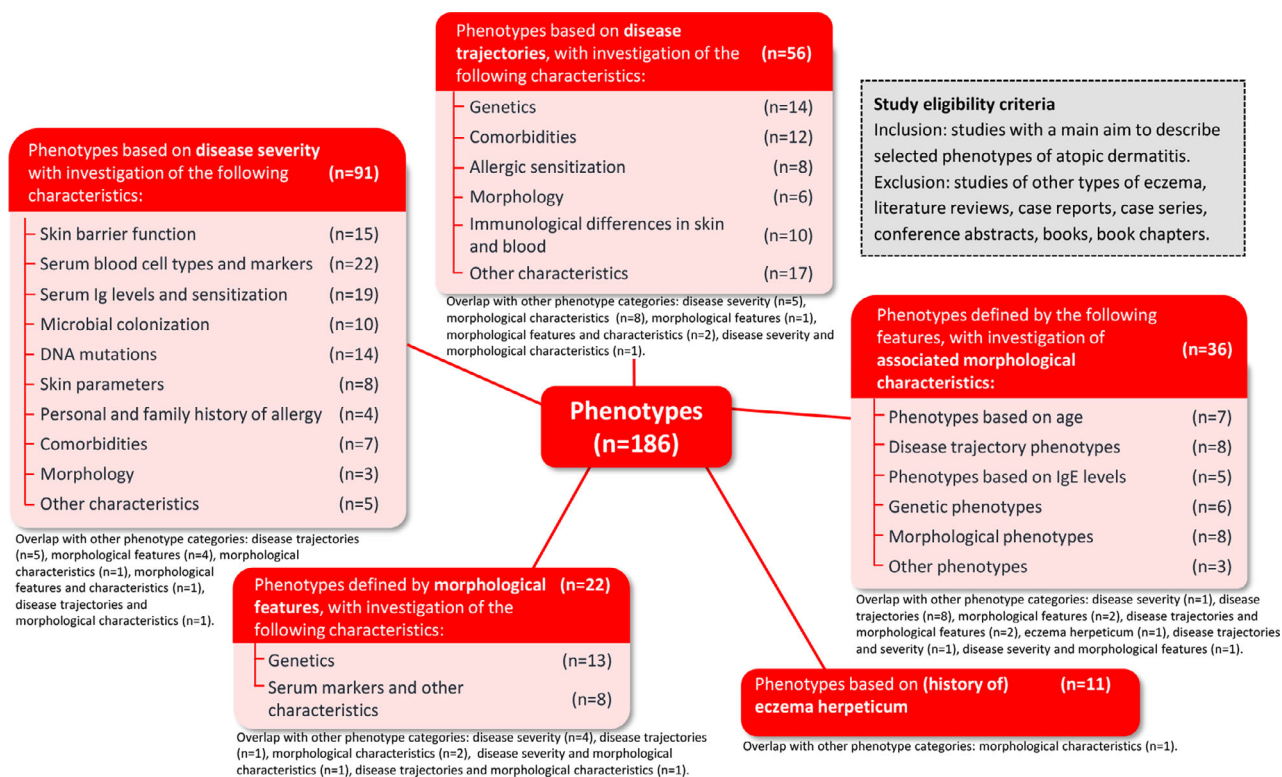 Phenotypes based on disease
trajectories, with investigation of the (n=56)
following characteristics:
Genetics (n=14)
Comorbidities (n=12)
Allergic sensitization (n=8)
Morphology (n=6)
Immunological differences in skin
and blood (n=10)
Other characteristics (n=17)
Overlap with other phenotype categories: disease severity (n=5),
morphological characteristics (n=8), morphological features (n=1),
morphological features and characteristics (n=2), disease severity and
morphological characteristics (n=1).
Study eligibility criteria
Inclusion: studies with a main aim to describe
selected phenotypes of atopic dermatitis.
Exclusion: studies of other types of eczema,
literature reviews, case reports, case series,
conference abstracts, books, book chapters.
Phenotypes based on disease severity
with investigation of the following (n=91)
characteristics:
Skin barrier function (n=15)
Serum blood cell types and markers (n=22)
Serum Ig levels and sensitization (n=19)
Microbial colonization (n=10)
DNA mutations (n=14)
Skin parameters (n=8)
Personal and family history of allergy (n=4)
Comorbidities (n=7)
Morphology (n=3)
Other characteristics (n=5)
Overlap with other phenotype categories: disease trajectories
(n=5), morphological features (n=4), morphological
characteristics (n=1), morphological
features and characteristics (n=1),
disease trajectories and
morphological characteristics (n=1).
Phenotypes
(n=186)
Phenotypes defined by the following
features, with investigation of (n=36)
associated morphological
characteristics:
Phenotypes based on age (n=7)
Disease trajectory phenotypes (n=8)
Phenotypes based on IgE levels (n=5)
Genetic phenotypes (n=6)
Morphological phenotypes (n=8)
Other phenotypes (n=3)
Overlap with other phenotype categories: disease severity (n=1), disease
trajectories (n=8), morphological features (n=2), disease trajectories and
morphological features (n=2), eczema herpeticum (n=1), disease trajectories
and severity (n=1), disease severity and morphological features (n=1).
Phenotypes defined by morphological (n=22)
features, with investigation of the
following characteristics:
Genetics (n=13)
Serum markers and other
characteristics (n=8)
Overlap with other phenotype categories: disease severity (n=4), disease trajectories
(n=1), morphological characteristics (n=2), disease severity and morphological
characteristics (n=1), disease trajectories and morphological characteristics (n=1).
Phenotypes based on (history of) (n=11)
eczema herpeticum
Overlap with other phenotype categories: morphological characteristics (n=1).